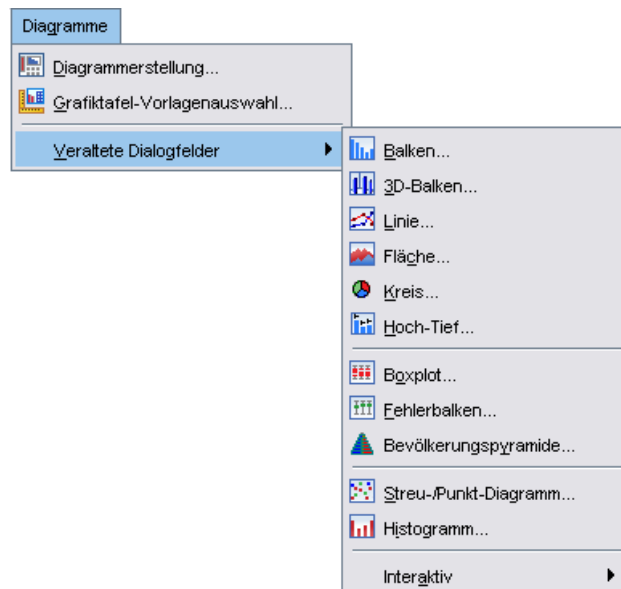 Diagramme
Diagrammerstellung...
Grafiktafel-Vorlagenauswahl...
Veraltete Dialogfelder
Balken...
3D-Balken...
Linie...
Fläche...
Kreis...
Hoch-Tief...
Boxplot...
Fehlerbalken...
Bevölkerungspyramide...
Streu-/Punkt-Diagramm...
Histogramm...
Interaktiv